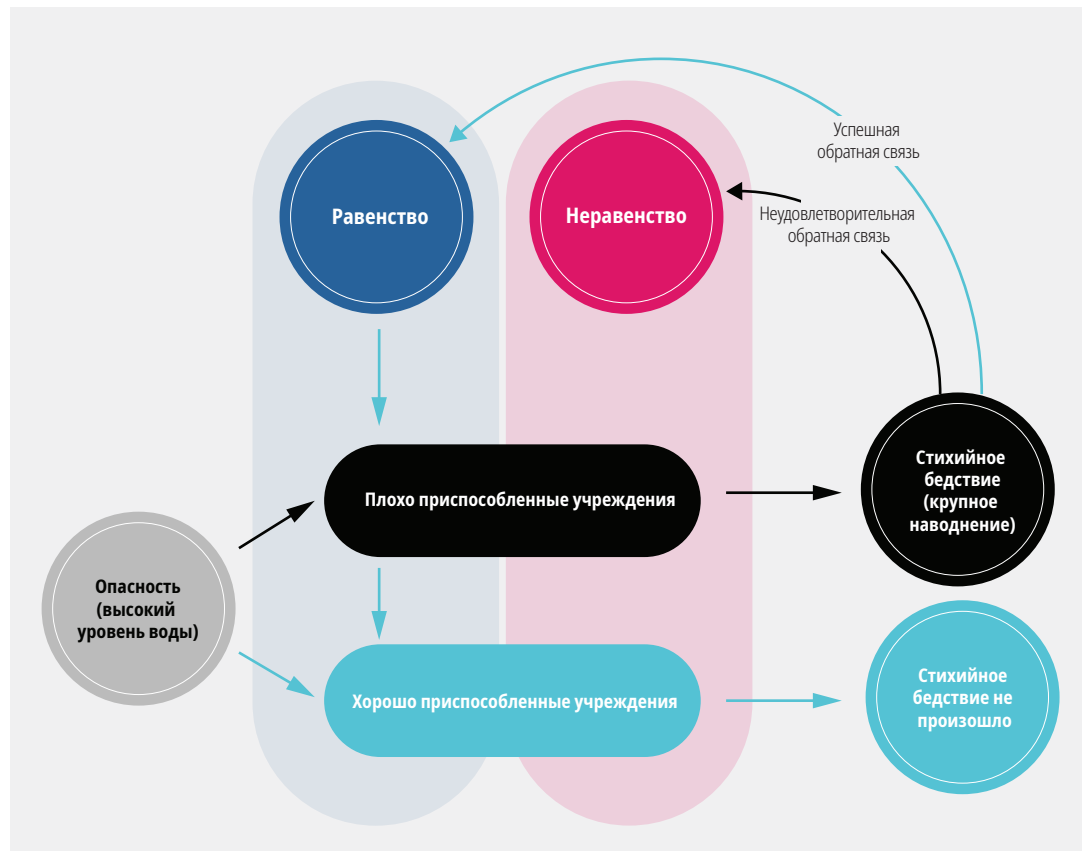 Успешная
обратная связь
Равенство
Неравенство
Неудовлетворительная
обратная связь
Плохо приспособленные учреждения
Стихийное
бедствие
(крупное
наводнение)
Опасность
(высокий
уровень воды)
Хорошо приспособленные учреждения
Стихийное
бедствие не
произошло